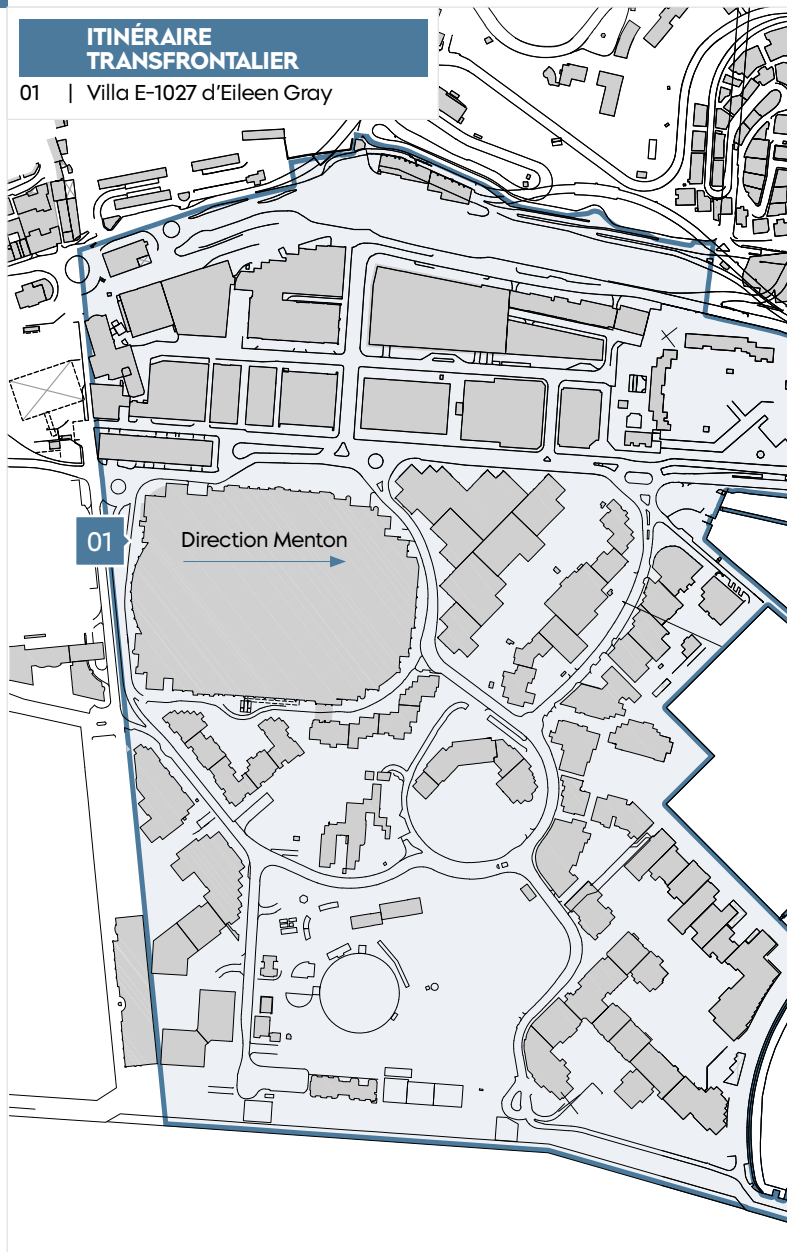 ITINÉRAIRE
TRANSFRONTALIER
01 | Villa E-1027 d'Eileen Gray
01
Direction Menton